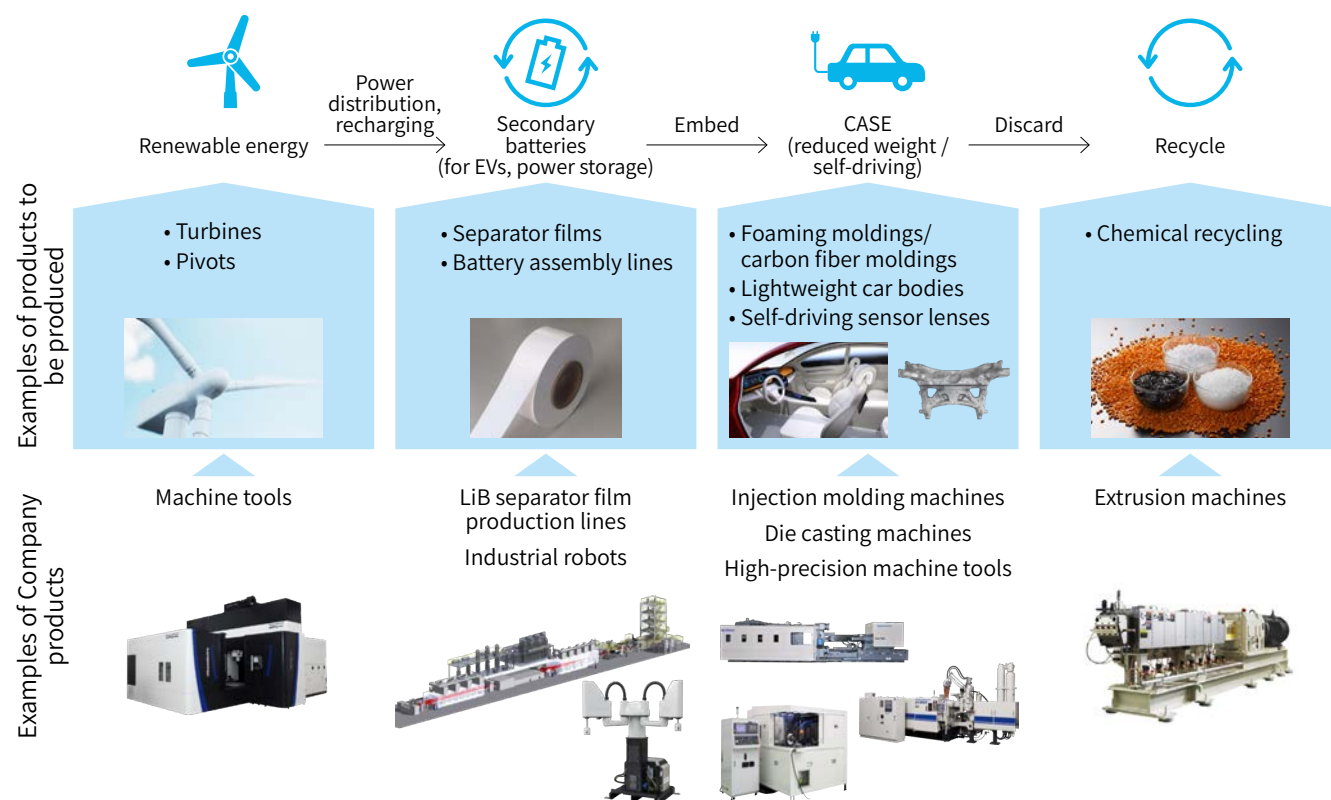 Power
distribution,
recharging
Renewable energy
Secondary
batteries
(for EVs, power storage)
Embed
CASE
(reduced weight /
self-driving)
Discard
Recycle
Examples of products to
be produced
• Turbines
• Pivots
• Separator films
• Battery assembly lines
• Foaming moldings/
carbon fiber moldings
• Lightweight car bodies
• Self-driving sensor lenses
• Chemical recycling
Examples of Company
products
Machine tools
LiB separator film
production lines
Industrial robots
Injection molding machines
Die casting machines
High-precision machine tools
Extrusion machines